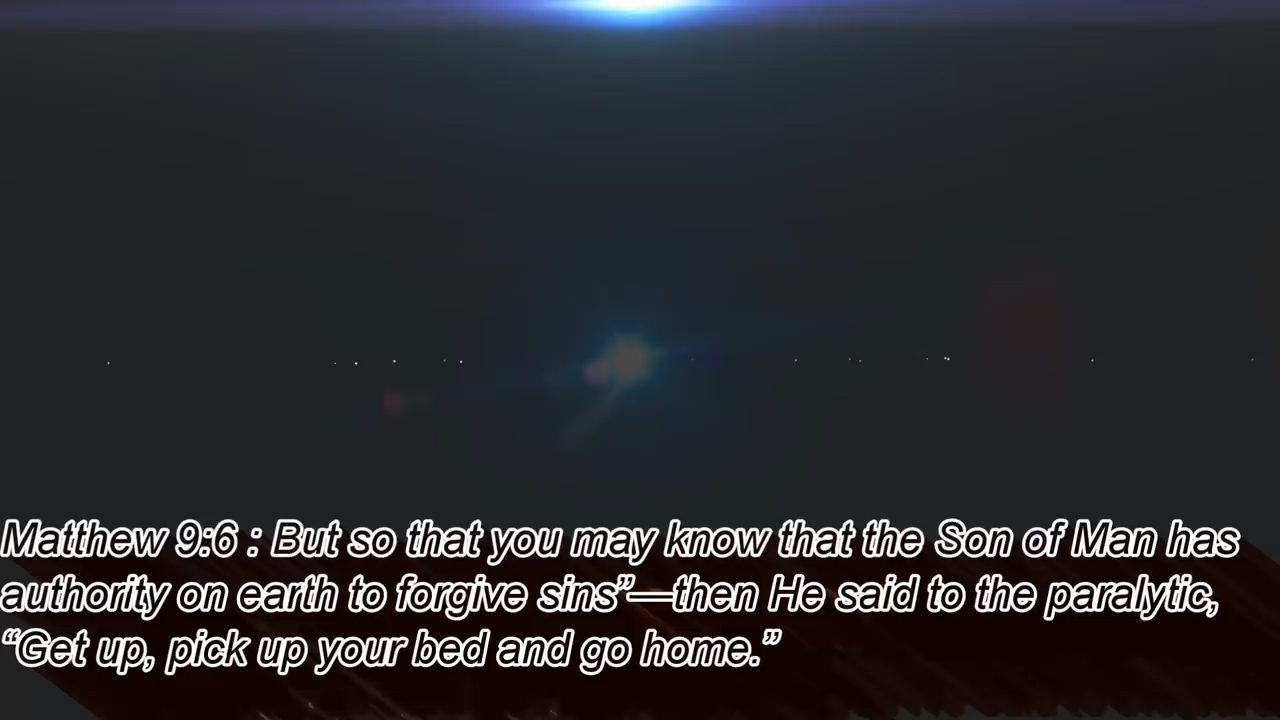 Matthew 9:6 : But so that you may know that the Son of Man has
authority on earth to forgive sins”—then He said to the paralytic,
“Get up, pick up your bed and go home.”